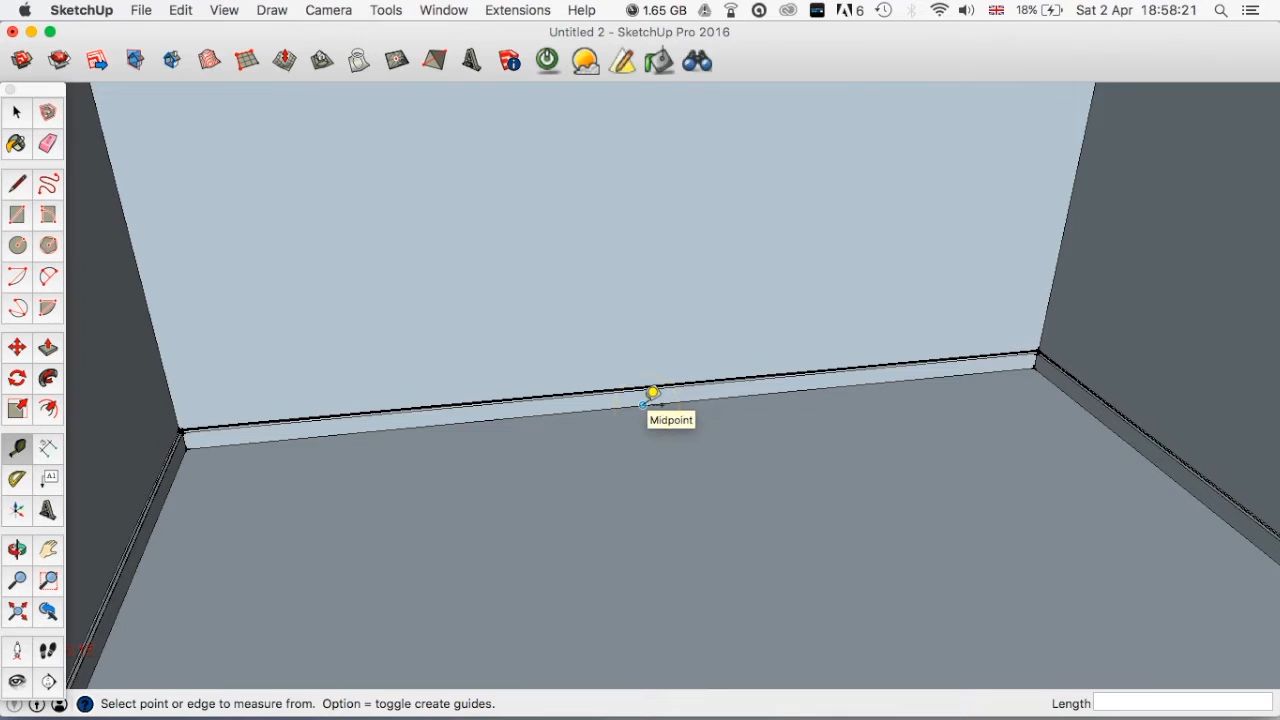 SketchUp File Edit View Draw Camera Tools Window Extensions Help 1.65 GB 6 18% Sat 2 Apr 18:58:21
Untitled 2 - SketchUp Pro 2016
A1
Midpoint
Select point or edge to measure from. Option = toggle create guides. Length